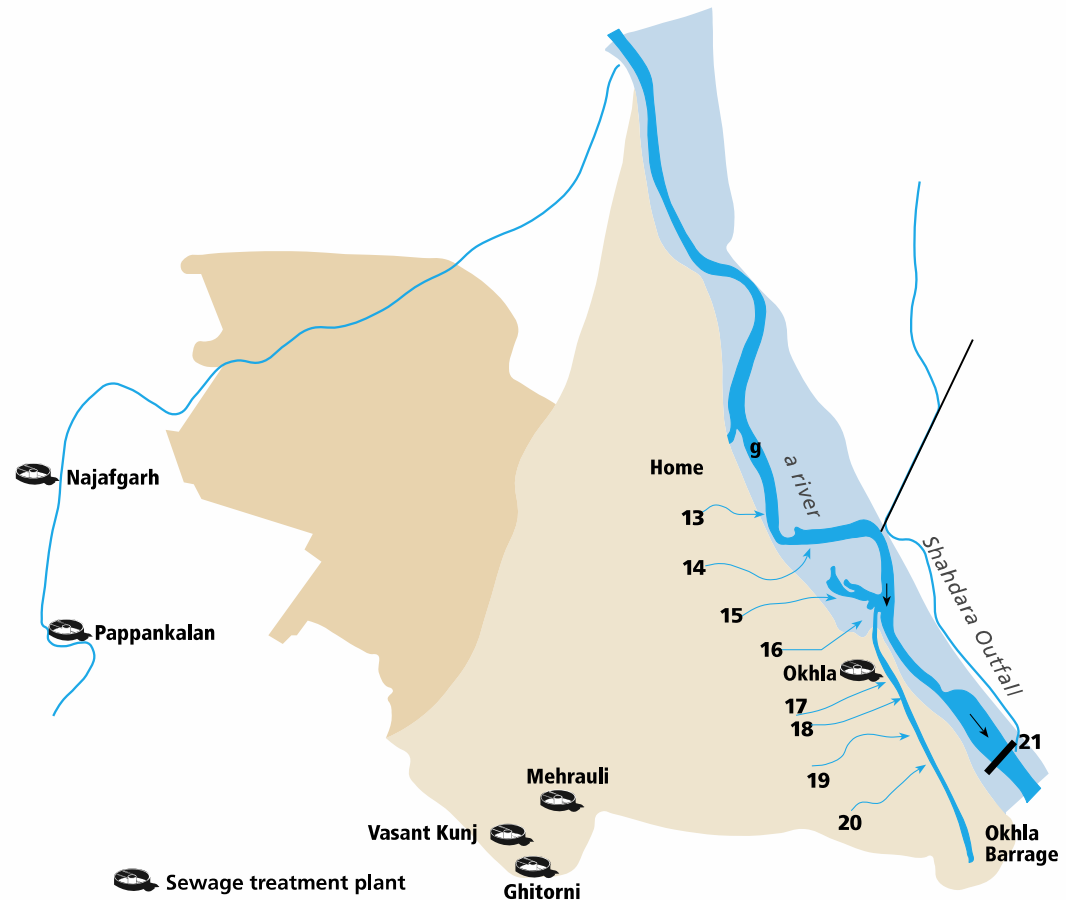 g
a river
Home
13
14
15
16
Shahdara Outfall
Najafgarh
Pappankalan
Okhla
17
18
19
20
21
Okhla
Barrage
Mehrauli
Vasant Kunj
Ghitorni
Sewage treatment plant